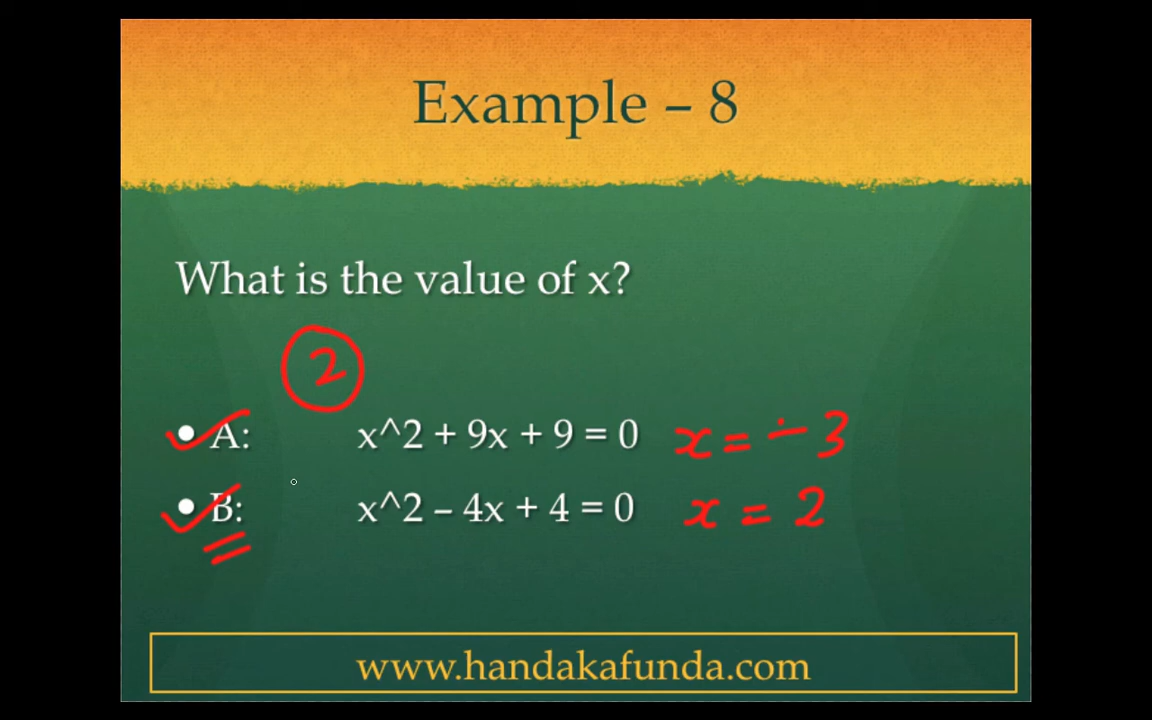 Example – 8
What is the value of x?
2
• A: x^2 + 9x + 9 = 0 x = -3
• B: x^2 – 4x + 4 = 0 x = 2
www.handakafunda.com